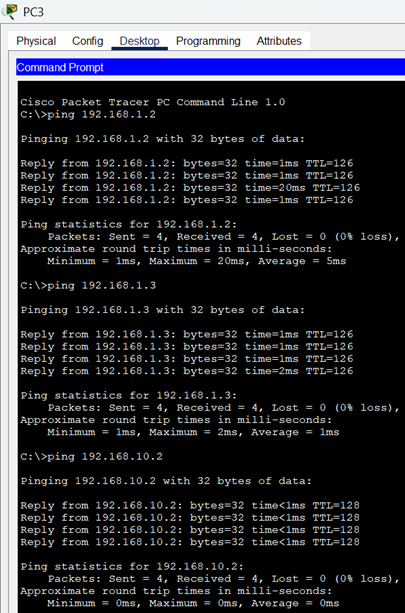 PC3
Physical Config Desktop Programming Attributes
Command Prompt
Cisco Packet Tracer PC Command Line 1.0
C:\>ping 192.168.1.2
Pinging 192.168.1.2 with 32 bytes of data:
Reply from 192.168.1.2: bytes=32 time=1ms TTL=126
Reply from 192.168.1.2: bytes=32 time=1ms TTL=126
Reply from 192.168.1.2: bytes=32 time=20ms TTL=126
Reply from 192.168.1.2: bytes=32 time=1ms TTL=126
Ping statistics for 192.168.1.2:
Packets: Sent = 4, Received = 4, Lost = 0 (0% loss),
Approximate round trip times in milli-seconds:
Minimum = 1ms, Maximum = 20ms, Average = 5ms
C:\>ping 192.168.1.3
Pinging 192.168.1.3 with 32 bytes of data:
Reply from 192.168.1.3: bytes=32 time=1ms TTL=126
Reply from 192.168.1.3: bytes=32 time=1ms TTL=126
Reply from 192.168.1.3: bytes=32 time=1ms TTL=126
Reply from 192.168.1.3: bytes=32 time=2ms TTL=126
Ping statistics for 192.168.1.3:
Packets: Sent = 4, Received = 4, Lost = 0 (0% loss),
Approximate round trip times in milli-seconds:
Minimum = 1ms, Maximum = 2ms, Average = 1ms
C:\>ping 192.168.10.2
Pinging 192.168.10.2 with 32 bytes of data:
Reply from 192.168.10.2: bytes=32 time<1ms TTL=128
Reply from 192.168.10.2: bytes=32 time<1ms TTL=128
Reply from 192.168.10.2: bytes=32 time<1ms TTL=128
Reply from 192.168.10.2: bytes=32 time<1ms TTL=128
Ping statistics for 192.168.10.2:
Packets: Sent = 4, Received = 4, Lost = 0 (0% loss),
Approximate round trip times in milli-seconds:
Minimum = 0ms, Maximum = 0ms, Average = 0ms